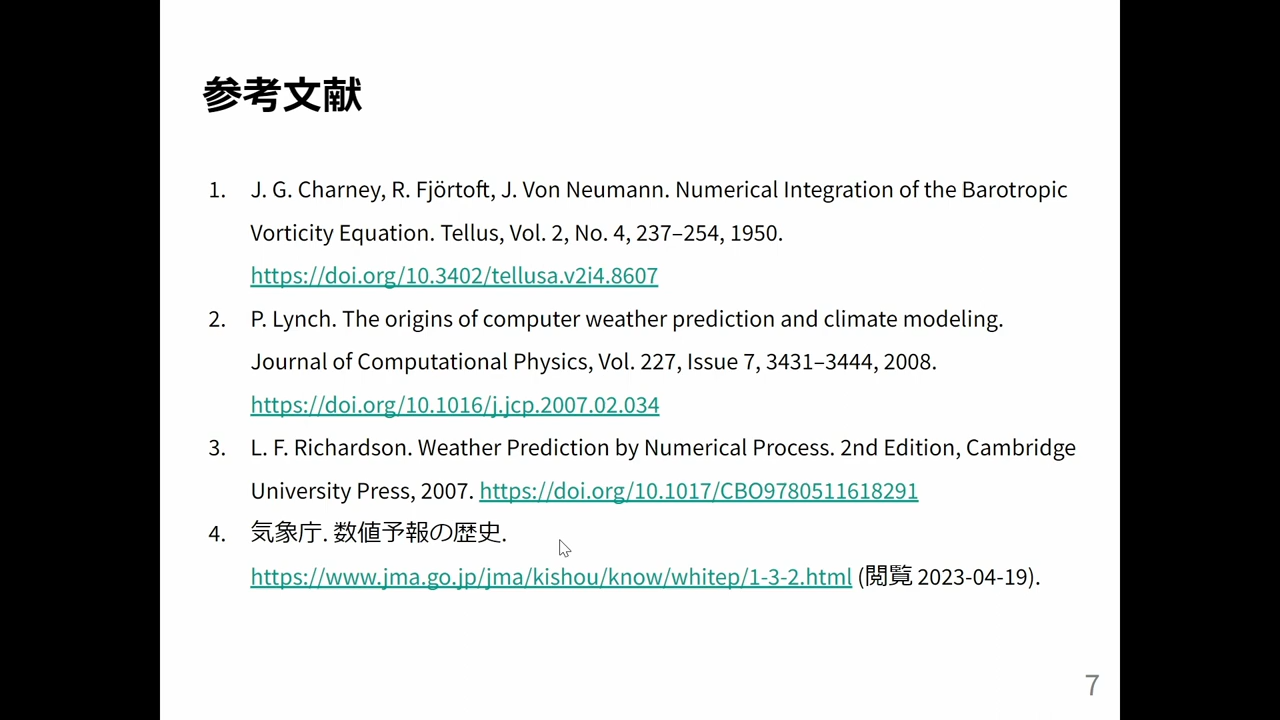 参考文献
1. J. G. Charney, R. Fjörtoft, J. Von Neumann. Numerical Integration of the Barotropic
Vorticity Equation. Tellus, Vol. 2, No. 4, 237–254, 1950.
https://doi.org/10.3402/tellusa.v2i4.8607
2. P. Lynch. The origins of computer weather prediction and climate modeling.
Journal of Computational Physics, Vol. 227, Issue 7, 3431–3444, 2008.
https://doi.org/10.1016/j.jcp.2007.02.034
3. L. F. Richardson. Weather Prediction by Numerical Process. 2nd Edition, Cambridge
University Press, 2007. https://doi.org/10.1017/CBO9780511618291
4. 気象庁. 数値予報の歴史.
https://www.jma.go.jp/jma/kishou/know/whitep/1-3-2.html (閲覧 2023-04-19).
7